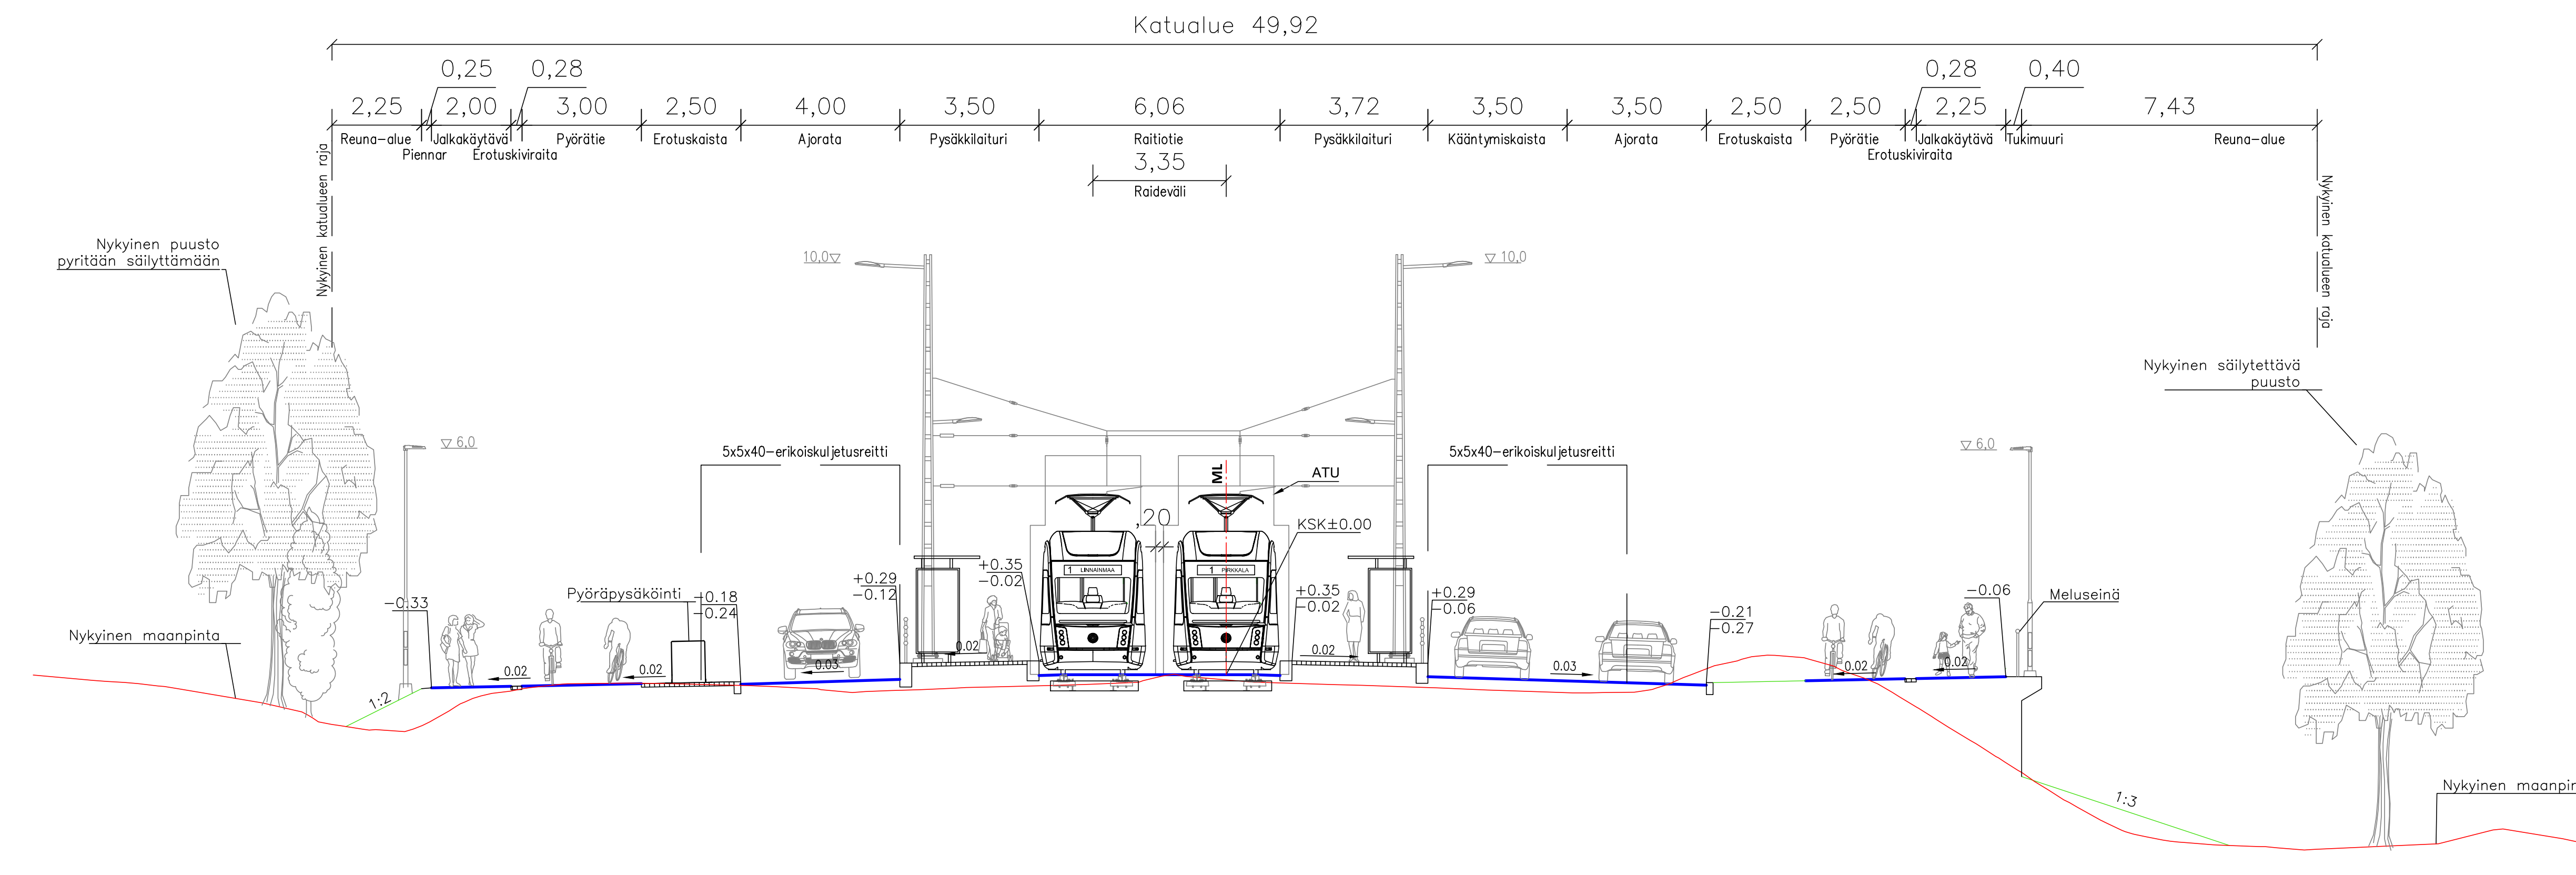 Katualue 49,92
0,25
0,28
0,28
0,40
2,25
2,00
3,00
2,50
4,00
3,50
6,06
3,72
3,50
3,50
2,50
2,50
2,25
7,43
Reuna-alue
Jalkakäytävä
Pyörätie
Erotuskaista
Ajorata
Pysäkkilaituri
Raitiotie
Pysäkkilaituri
Kääntymiskaista
Ajorata
Erotuskaista
Pyörätie
Jalkakäytävä
Tukimuuri
Reuna-alue
Piennar
Erotuskiviraita
Erotuskiviraita
3,35
Raideväli
Nykyinen katualueen raja
Nykyinen katualueen raja
Nykyinen puusto
pyritään säilyttämään
10,0
10,0
Nykyinen säilytettävä
puusto
6,0
6,0
5x5x40-erikoiskuljetusreitti
5x5x40-erikoiskuljetusreitti
ML
ATU
,20
KSK±0.00
1 LINNAINMAA
1 PIRKKALA
Pyöräpysäköinti
-0.33
+0.18
-0.24
+0.29
-0.12
+0.35
-0.02
+0.35
-0.02
+0.29
-0.06
-0.21
-0.27
-0.06
Meluseinä
Nykyinen maanpinta
0.02
0.02
0.03
0.02
0.02
0.03
0.02
0.02
1:2
1:3
Nykyinen maanpin